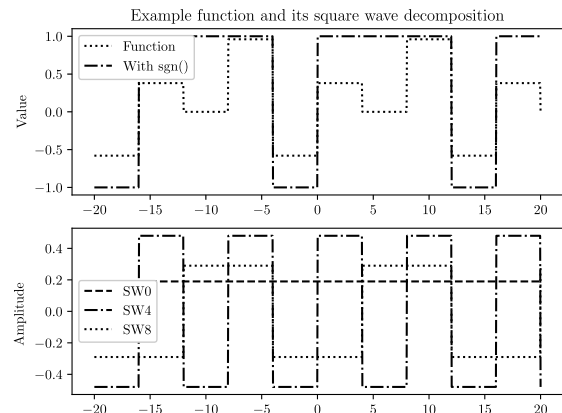 Example function and its square wave decomposition
1.0
0.5
0.0
−0.5
−1.0
Value
Function
With sgn()
−20 −15 −10 −5 0 5 10 15 20
0.4
0.2
0.0
−0.2
−0.4
Amplitude
SW0
SW4
SW8
−20 −15 −10 −5 0 5 10 15 20